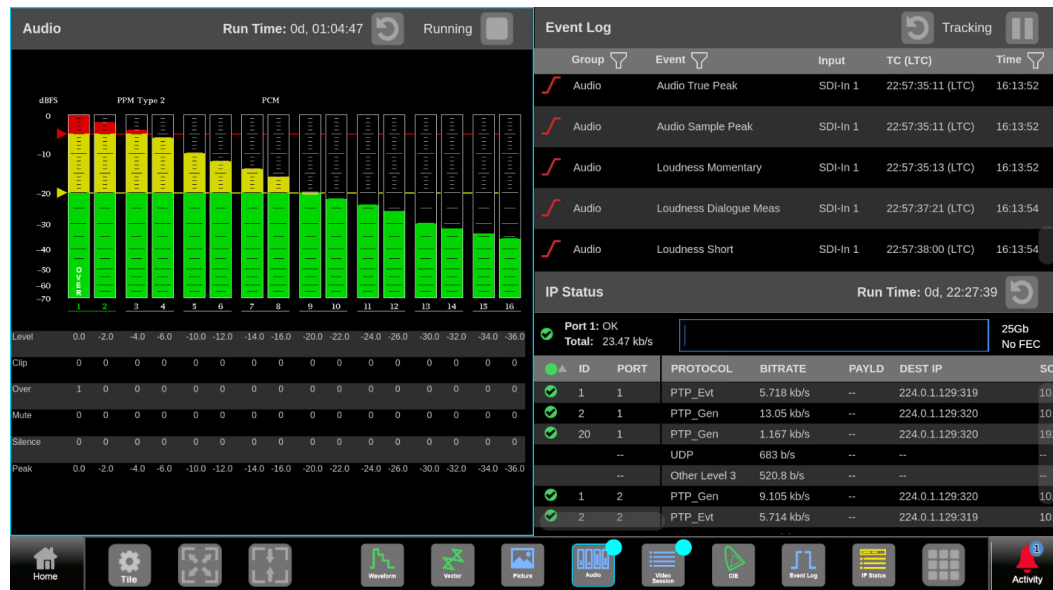 Audio
Run Time: 0d, 01:04:47
Running
dBFS PPM Type 2 PCM
0
-10
-20
-30
-40
-50
-60
-70
OVER
1 2 3 4 5 6 7 8 9 10 11 12 13 14 15 16
Level 0.0 -2.0 -4.0 -6.0 -10.0 -12.0 -14.0 -16.0 -20.0 -22.0 -24.0 -26.0 -30.0 -32.0 -34.0 -36.0
Clip 0 0 0 0 0 0 0 0 0 0 0 0 0 0 0 0
Over 1 0 0 0 0 0 0 0 0 0 0 0 0 0 0 0
Mute 0 0 0 0 0 0 0 0 0 0 0 0 0 0 0 0
Silence 0 0 0 0 0 0 0 0 0 0 0 0 0 0 0 0
Peak 0.0 -2.0 -4.0 -6.0 -10.0 -12.0 -14.0 -16.0 -20.0 -22.0 -24.0 -26.0 -30.0 -32.0 -34.0 -36.0
Event Log
Tracking
Group Event Input TC (LTC) Time
Audio Audio True Peak SDI-In 1 22:57:35:11 (LTC) 16:13:52
Audio Audio Sample Peak SDI-In 1 22:57:35:11 (LTC) 16:13:52
Audio Loudness Momentary SDI-In 1 22:57:35:13 (LTC) 16:13:52
Audio Loudness Dialogue Meas SDI-In 1 22:57:37:21 (LTC) 16:13:54
Audio Loudness Short SDI-In 1 22:57:38:00 (LTC) 16:13:54
IP Status
Run Time: 0d, 22:27:39
Port 1: OK
Total: 23.47 kb/s
25Gb
No FEC
ID PORT PROTOCOL BITRATE PAYLD DEST IP SO
1 1 PTP_Evt 5.718 kb/s -- 224.0.1.129:319 10.
2 1 PTP_Gen 13.05 kb/s -- 224.0.1.129:320 10.
20 1 PTP_Gen 1.167 kb/s -- 224.0.1.129:320 192
-- UDP 683 b/s -- -- --
-- Other Level 3 520.8 b/s -- -- --
1 2 PTP_Gen 9.105 kb/s -- 224.0.1.129:320 10.
2 2 PTP_Evt 5.714 kb/s -- 224.0.1.129:319 10.
Home
Tile
Waveform
Vector
Picture
Audio
Video Session
CIE
Event Log
IP Status
1
Activity